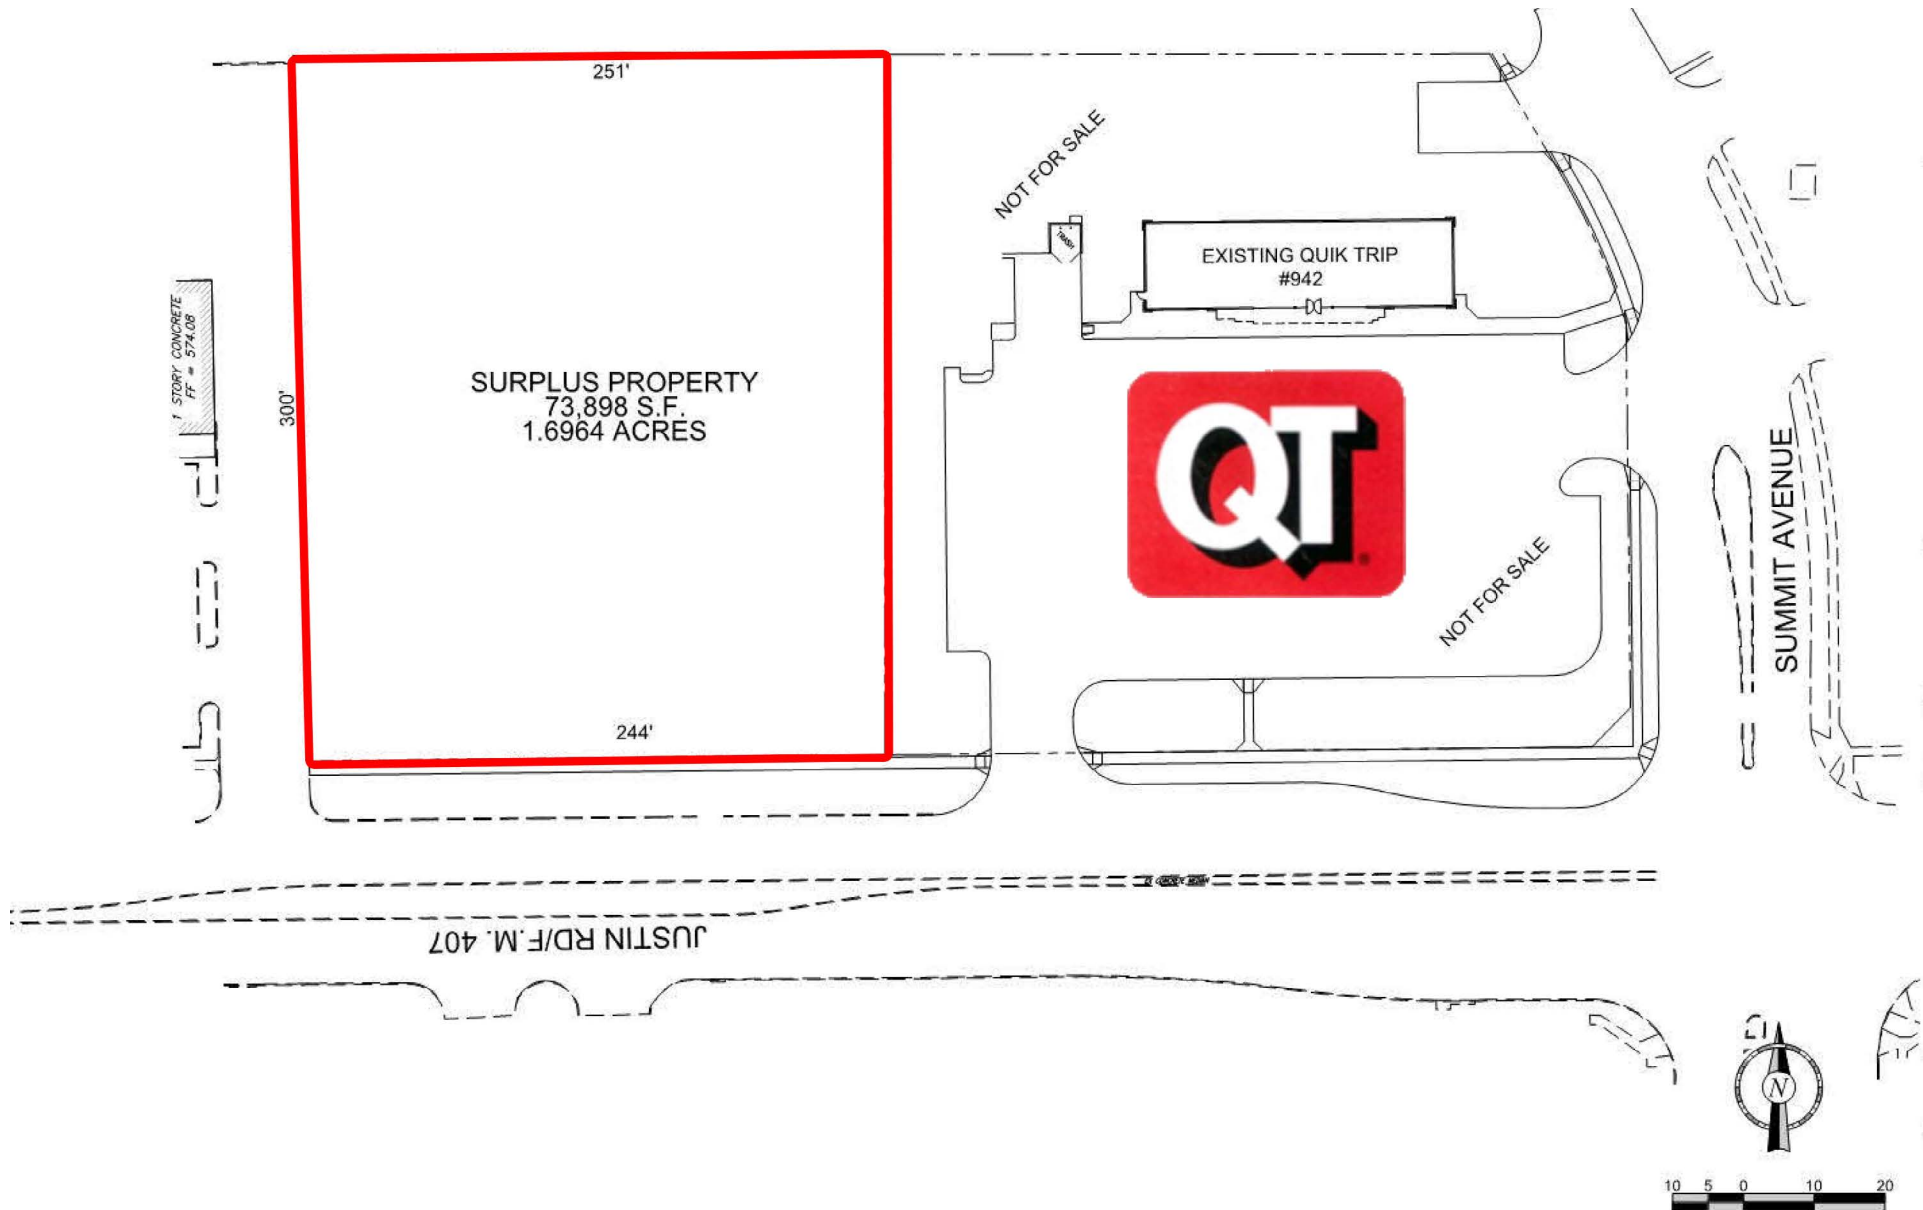 251'
NOT FOR SALE
TRASH
EXISTING QUIK TRIP
#942
1 STORY CONCRETE
FF = 574.08
300'
SURPLUS PROPERTY
73,898 S.F.
1.6964 ACRES
QT
SUMMIT AVENUE
NOT FOR SALE
244'
JUSTIN RD/F.M. 407
N
10 5 0 10 20